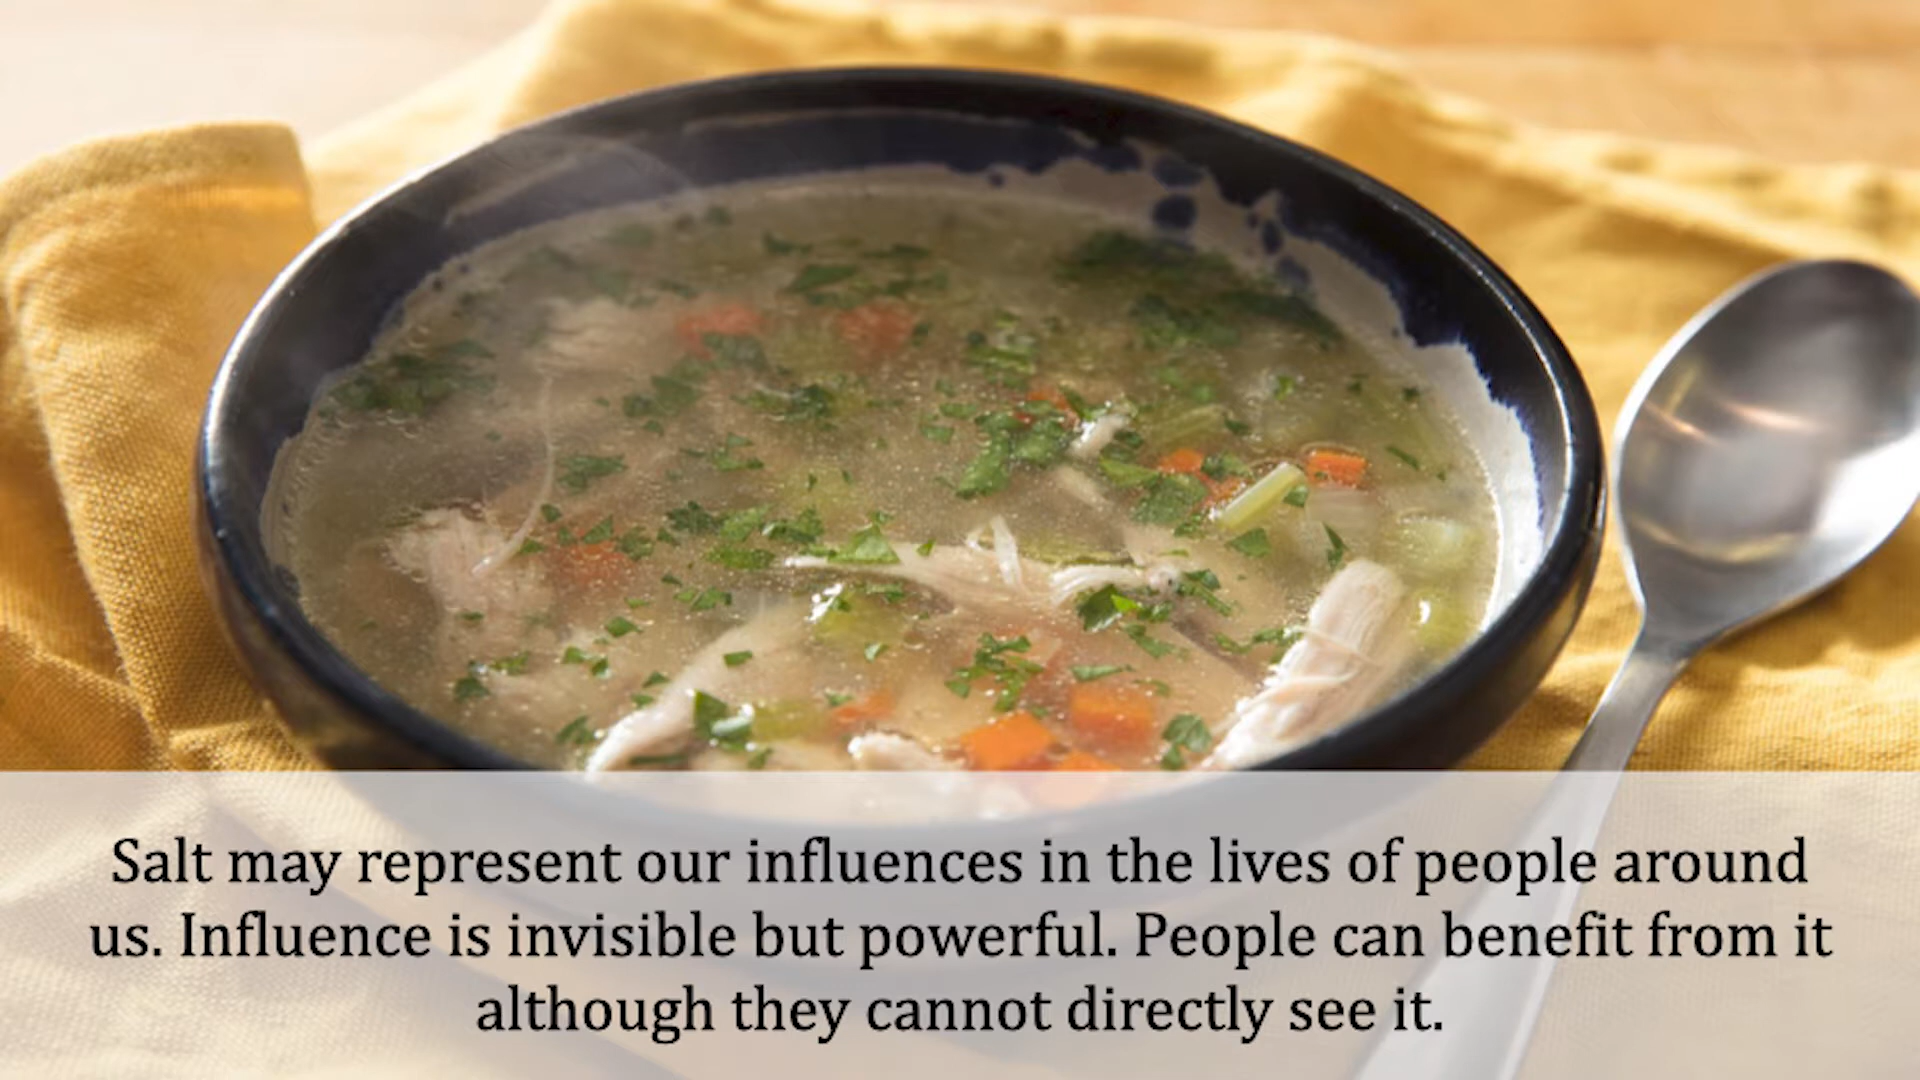 Salt may represent our influences in the lives of people around
us. Influence is invisible but powerful. People can benefit from it
although they cannot directly see it.